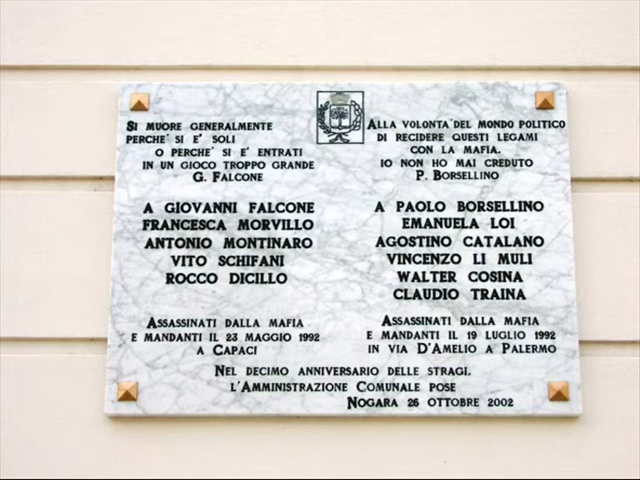 SI MUORE GENERALMENTE
PERCHE' SI E' SOLI
O PERCHE' SI E' ENTRATI
IN UN GIOCO TROPPO GRANDE
G. FALCONE
A GIOVANNI FALCONE
FRANCESCA MORVILLO
ANTONIO MONTINARO
VITO SCHIFANI
ROCCO DICILLO
ASSASSINATI DALLA MAFIA
E MANDANTI IL 23 MAGGIO 1992
A CAPACI
ALLA VOLONTA' DEL MONDO POLITICO
DI RECIDERE QUESTI LEGAMI
CON LA MAFIA.
IO NON HO MAI CREDUTO
P. BORSELLINO
A PAOLO BORSELLINO
EMANUELA LOI
AGOSTINO CATALANO
VINCENZO LI MULI
WALTER COSINA
CLAUDIO TRAINA
ASSASSINATI DALLA MAFIA
E MANDANTI IL 19 LUGLIO 1992
IN VIA D'AMELIO A PALERMO
NEL DECIMO ANNIVERSARIO DELLE STRAGI.
L'AMMINISTRAZIONE COMUNALE POSE
NOGARA 26 OTTOBRE 2002